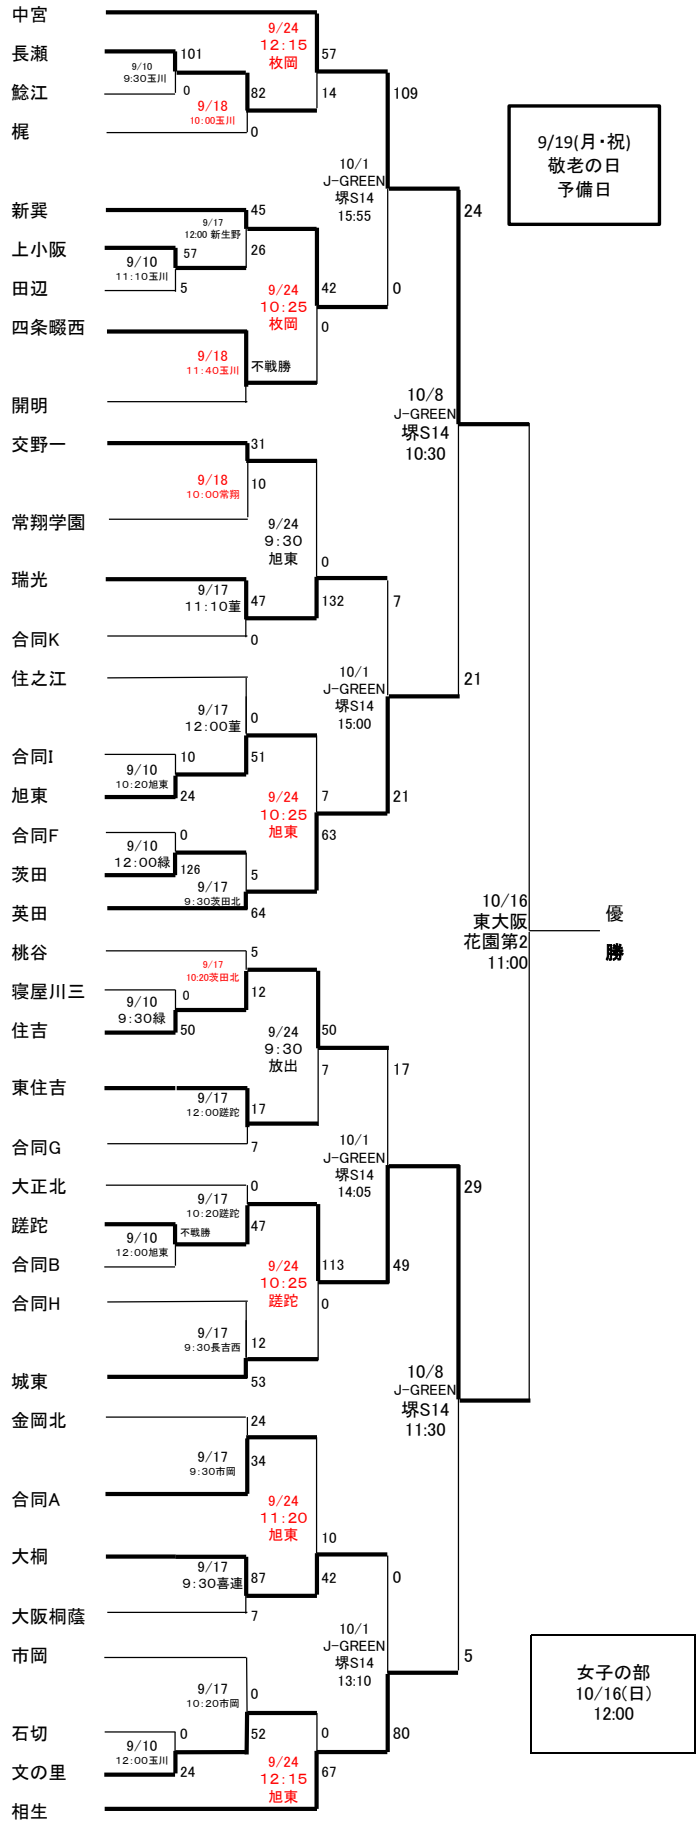 中宮
9/24
12:15
枚岡
57
長瀬
101
9/10
9:30玉川
鯰江
0
82
14
109
9/18
10:00玉川
梶
0
9/19(月・祝)
敬老の日
予備日
10/1
J-GREEN
堺S14
15:55
新巽
45
24
9/17
12:00 新生野
上小阪
57
26
9/10
11:10玉川
田辺
5
9/24
10:25
枚岡
42
0
四条畷西
0
9/18
11:40玉川
不戦勝
開明
10/8
J-GREEN
堺S14
10:30
交野一
31
9/18
10:00常翔
10
常翔学園
9/24
9:30
旭東
0
瑞光
9/17
11:10菫
47
132
7
合同K
0
住之江
10/1
J-GREEN
堺S14
15:00
21
9/17
12:00菫
0
合同I
10
51
9/10
10:20旭東
旭東
24
9/24
10:25
旭東
7
21
合同F
0
63
9/10
12:00緑
茨田
126
5
9/17
9:30茨田北
英田
64
10/16
東大阪
花園第2
11:00
優
勝
桃谷
5
9/17
10:20茨田北
寝屋川三
0
12
9/10
9:30緑
住吉
50
9/24
9:30
放出
50
7
17
東住吉
9/17
12:00蹉跎
17
合同G
7
10/1
J-GREEN
堺S14
14:05
大正北
0
29
9/17
10:20蹉跎
蹉跎
不戦勝
47
9/10
12:00旭東
合同B
9/24
10:25
蹉跎
113
49
合同H
0
9/17
9:30長吉西
12
城東
53
10/8
J-GREEN
堺S14
11:30
金岡北
24
9/17
9:30市岡
34
合同A
9/24
11:20
旭東
10
大桐
9/17
9:30喜連
87
42
0
大阪桐蔭
7
10/1
J-GREEN
堺S14
13:10
市岡
5
9/17
10:20市岡
0
女子の部
10/16(日)
12:00
石切
0
52
0
80
9/10
12:00玉川
文の里
24
9/24
12:15
旭東
67
相生